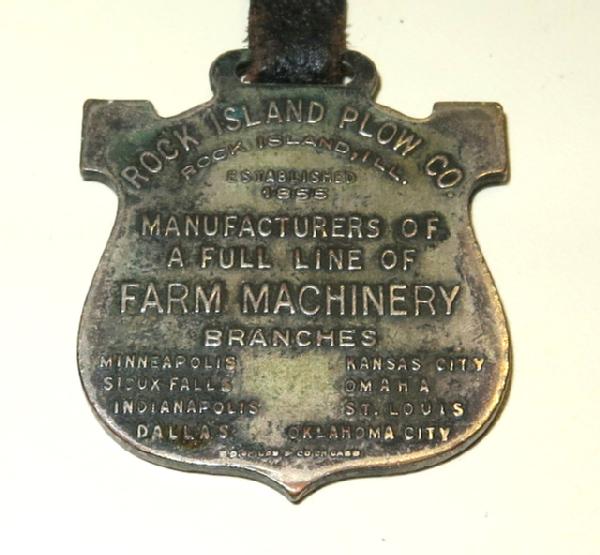 ROCK ISLAND PLOW CO.
ROCK ISLAND, ILL.
ESTABLISHED
1855
MANUFACTURERS OF
A FULL LINE OF
FARM MACHINERY
BRANCHES
MINNEAPOLIS KANSAS CITY
SIOUX FALLS OMAHA
INDIANAPOLIS ST. LOUIS
DALLAS OKLAHOMA CITY